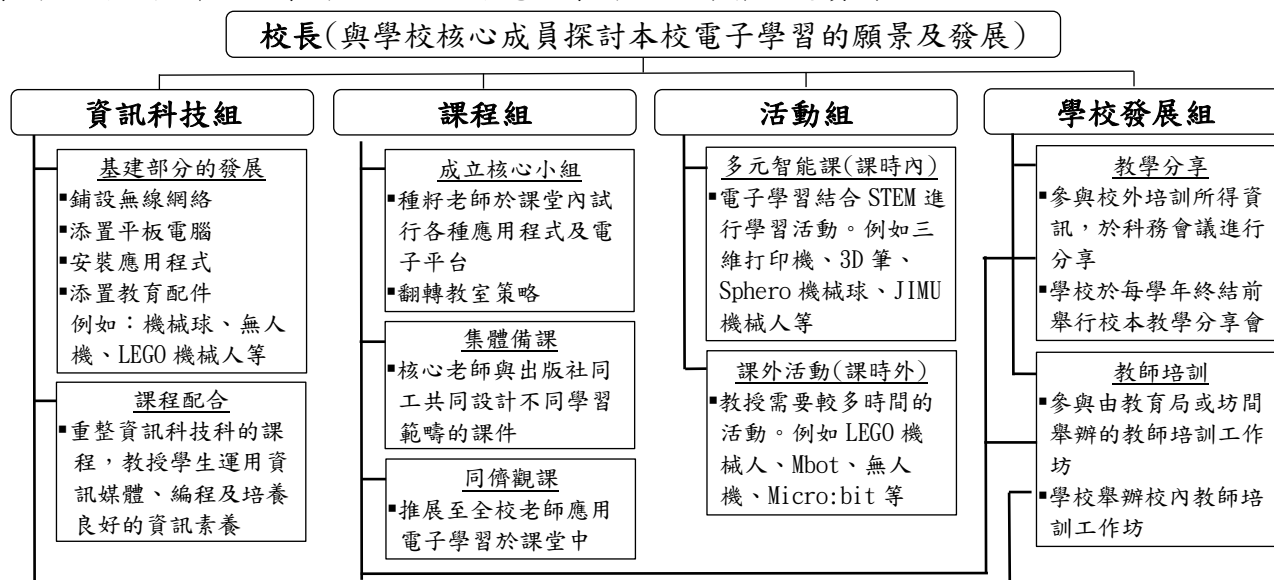 校長(與學校核心成員探討本校電子學習的願景及發展)
資訊科技組
基建部分的發展
▪鋪設無線網絡
▪添置平板電腦
▪安裝應用程式
▪添置教育配件
例如：機械球、無人
機、LEGO 機械人等
課程配合
▪重整資訊科技科的課
程，教授學生運用資
訊媒體、編程及培養
良好的資訊素養
課程組
成立核心小組
▪種籽老師於課堂內試
行各種應用程式及電
子平台
▪翻轉教室策略
集體備課
▪核心老師與出版社同
工共同設計不同學習
範疇的課件
同儕觀課
▪推展至全校老師應用
電子學習於課堂中
活動組
多元智能課(課時內)
▪電子學習結合 STEM 進
行學習活動。例如三
維打印機、3D 筆、
Sphero 機械球、JIMU
機械人等
課外活動(課時外)
▪教授需要較多時間的
活動。例如 LEGO 機
械人、Mbot、無人
機、Micro:bit 等
學校發展組
教學分享
▪參與校外培訓所得資
訊，於科務會議進行
分享
▪學校於每學年終結前
舉行校本教學分享會
教師培訓
▪參與由教育局或坊間
舉辦的教師培訓工作
坊
▪學校舉辦校內教師培
訓工作坊